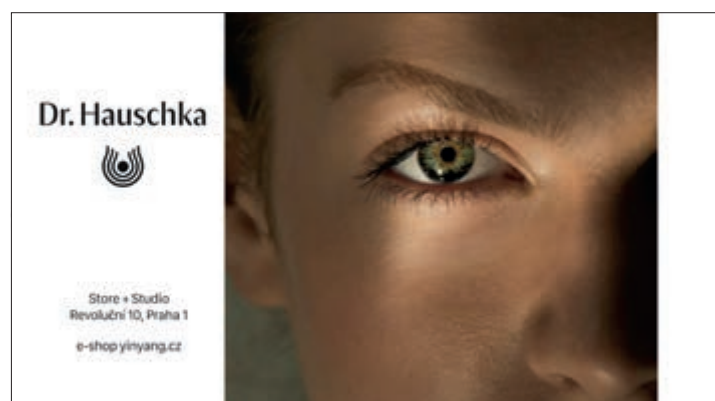 Dr. Hauschka
Store + Studio
Revoluční 10, Praha 1
e-shop yinyang.cz